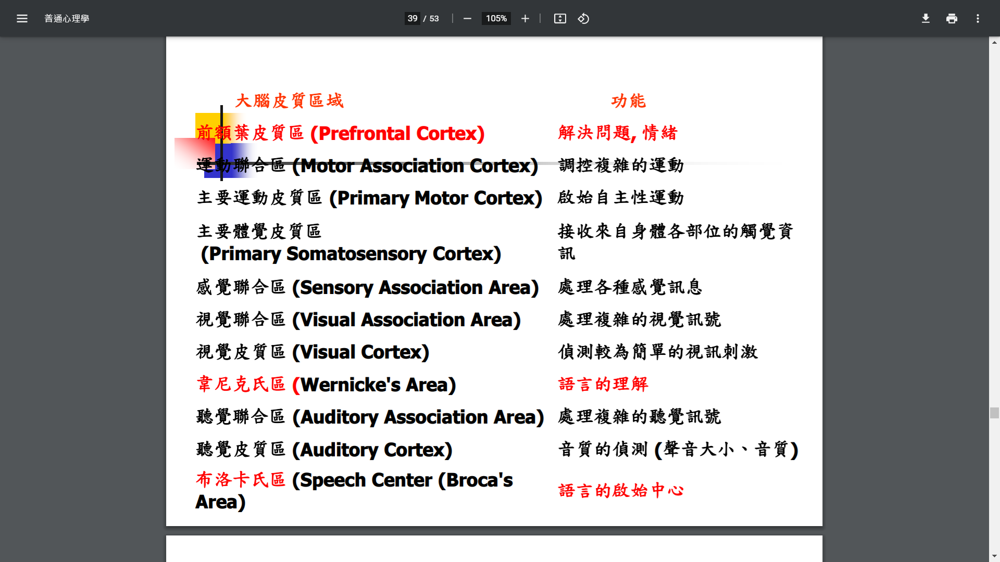 普通心理學
39 / 53
105%
大腦皮質區域 功能
前額葉皮質區 (Prefrontal Cortex) 解決問題, 情緒
運動聯合區 (Motor Association Cortex) 調控複雜的運動
主要運動皮質區 (Primary Motor Cortex) 啟始自主性運動
主要體覺皮質區 接收來自身體各部位的觸覺資
(Primary Somatosensory Cortex) 訊
感覺聯合區 (Sensory Association Area) 處理各種感覺訊息
視覺聯合區 (Visual Association Area) 處理複雜的視覺訊號
視覺皮質區 (Visual Cortex) 偵測較為簡單的視訊刺激
韋尼克氏區 (Wernicke's Area) 語言的理解
聽覺聯合區 (Auditory Association Area) 處理複雜的聽覺訊號
聽覺皮質區 (Auditory Cortex) 音質的偵測 (聲音大小、音質)
布洛卡氏區 (Speech Center (Broca's
Area) 語言的啟始中心